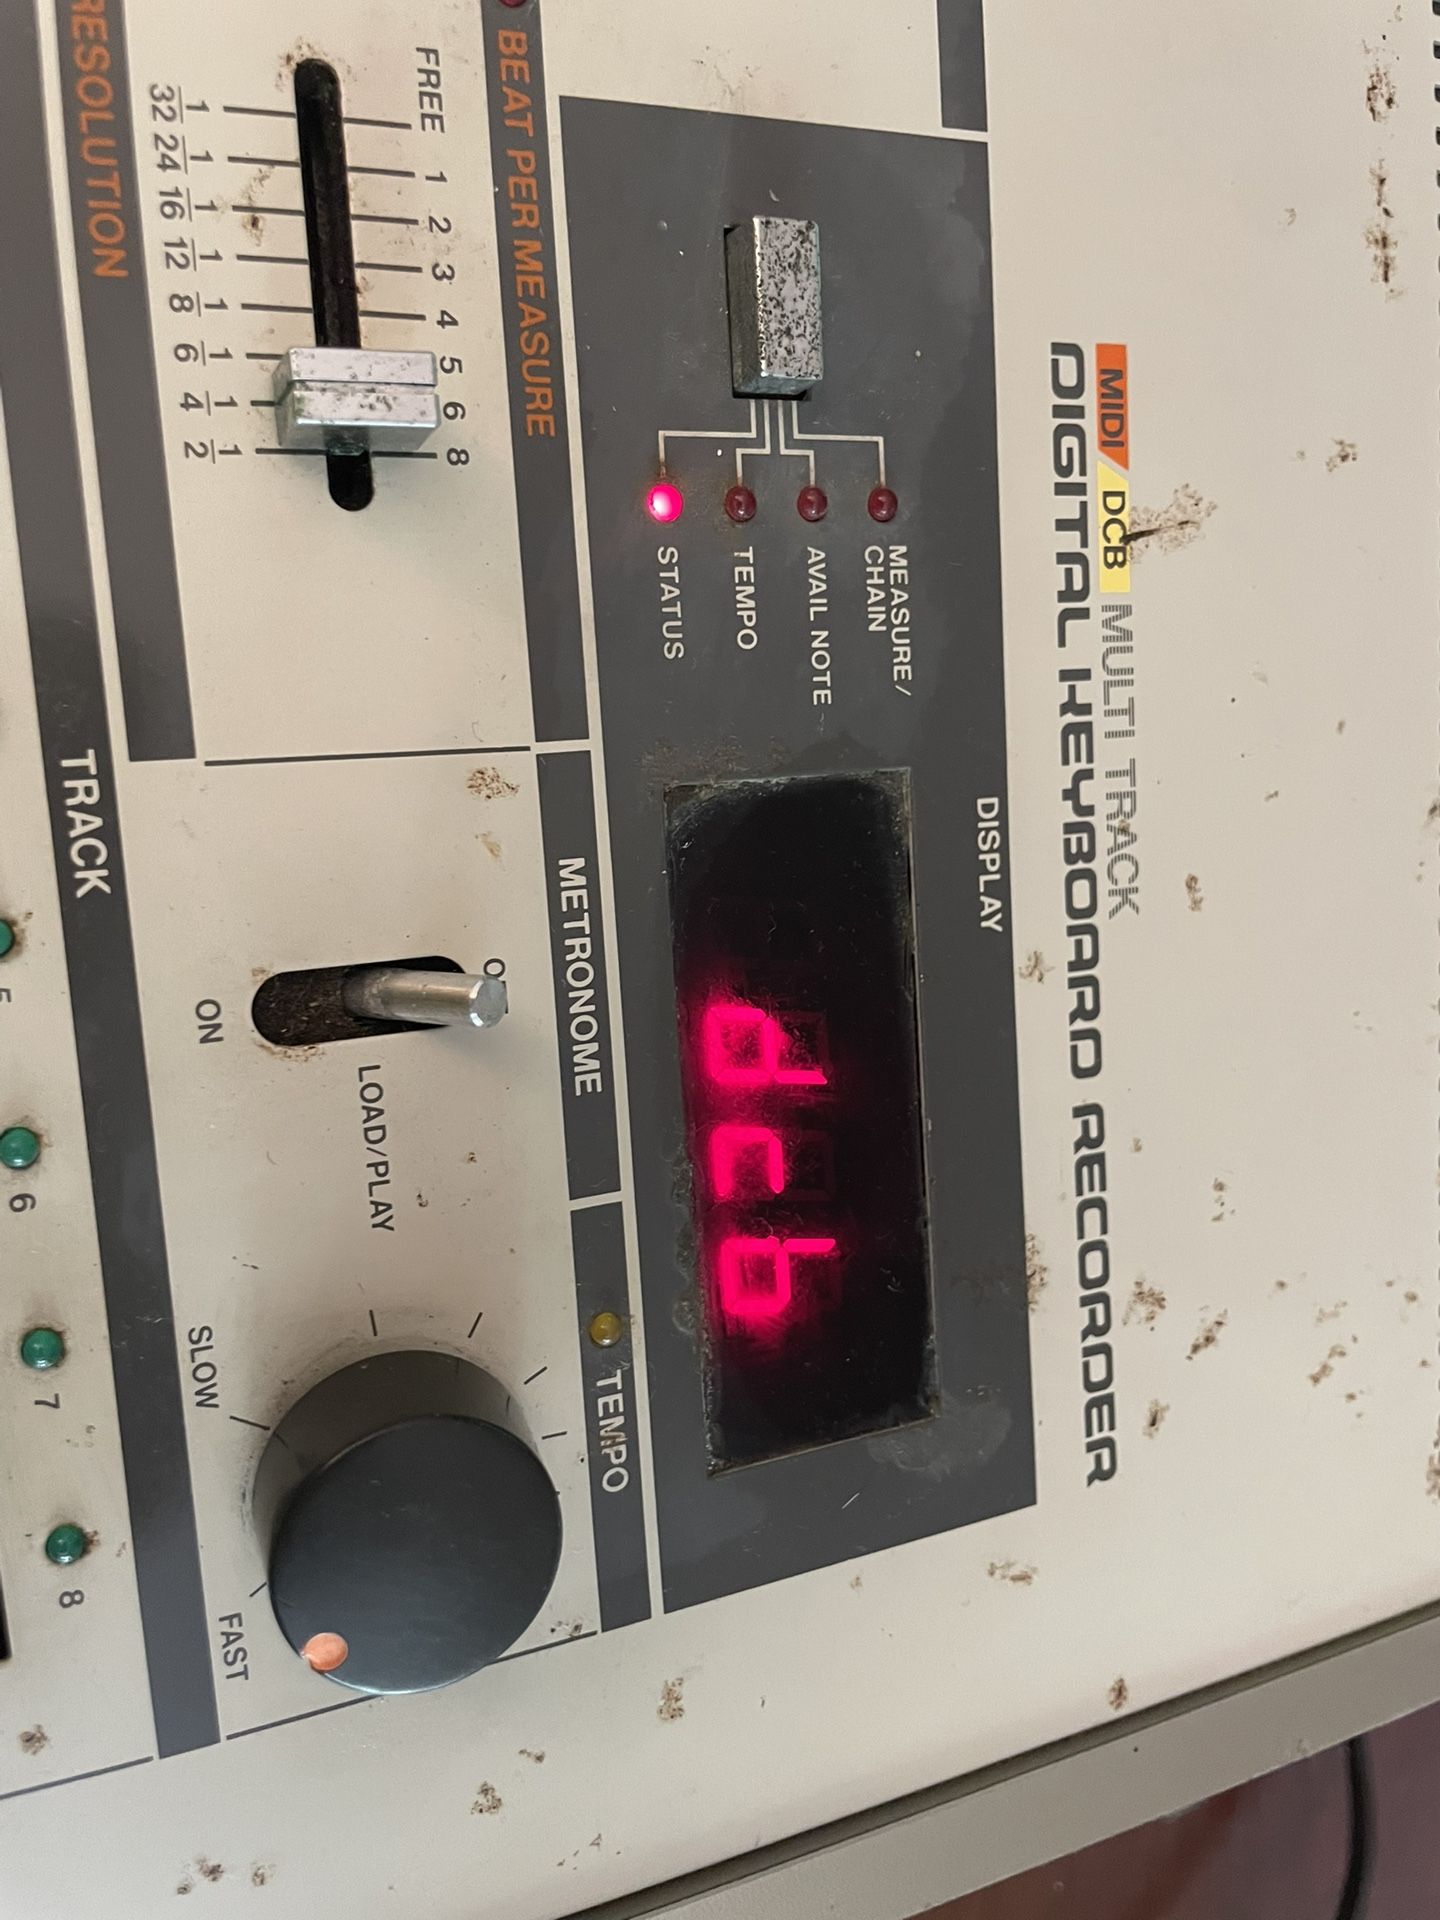 MIDI/DCB MULTI TRACK
DIGITAL KEYBOARD RECORDER
DISPLAY
MEASURE/
CHAIN
AVAIL NOTE
TEMPO
STATUS
dcb
BEAT PER MEASURE
FREE 1 2 3 4 5 6 8
1/32 1/24 1/16 1/12 1/8 1/6 1/4 1/2
RESOLUTION
METRONOME
LOAD/PLAY
ON
TEMPO
SLOW
FAST
TRACK
5 6 7 8